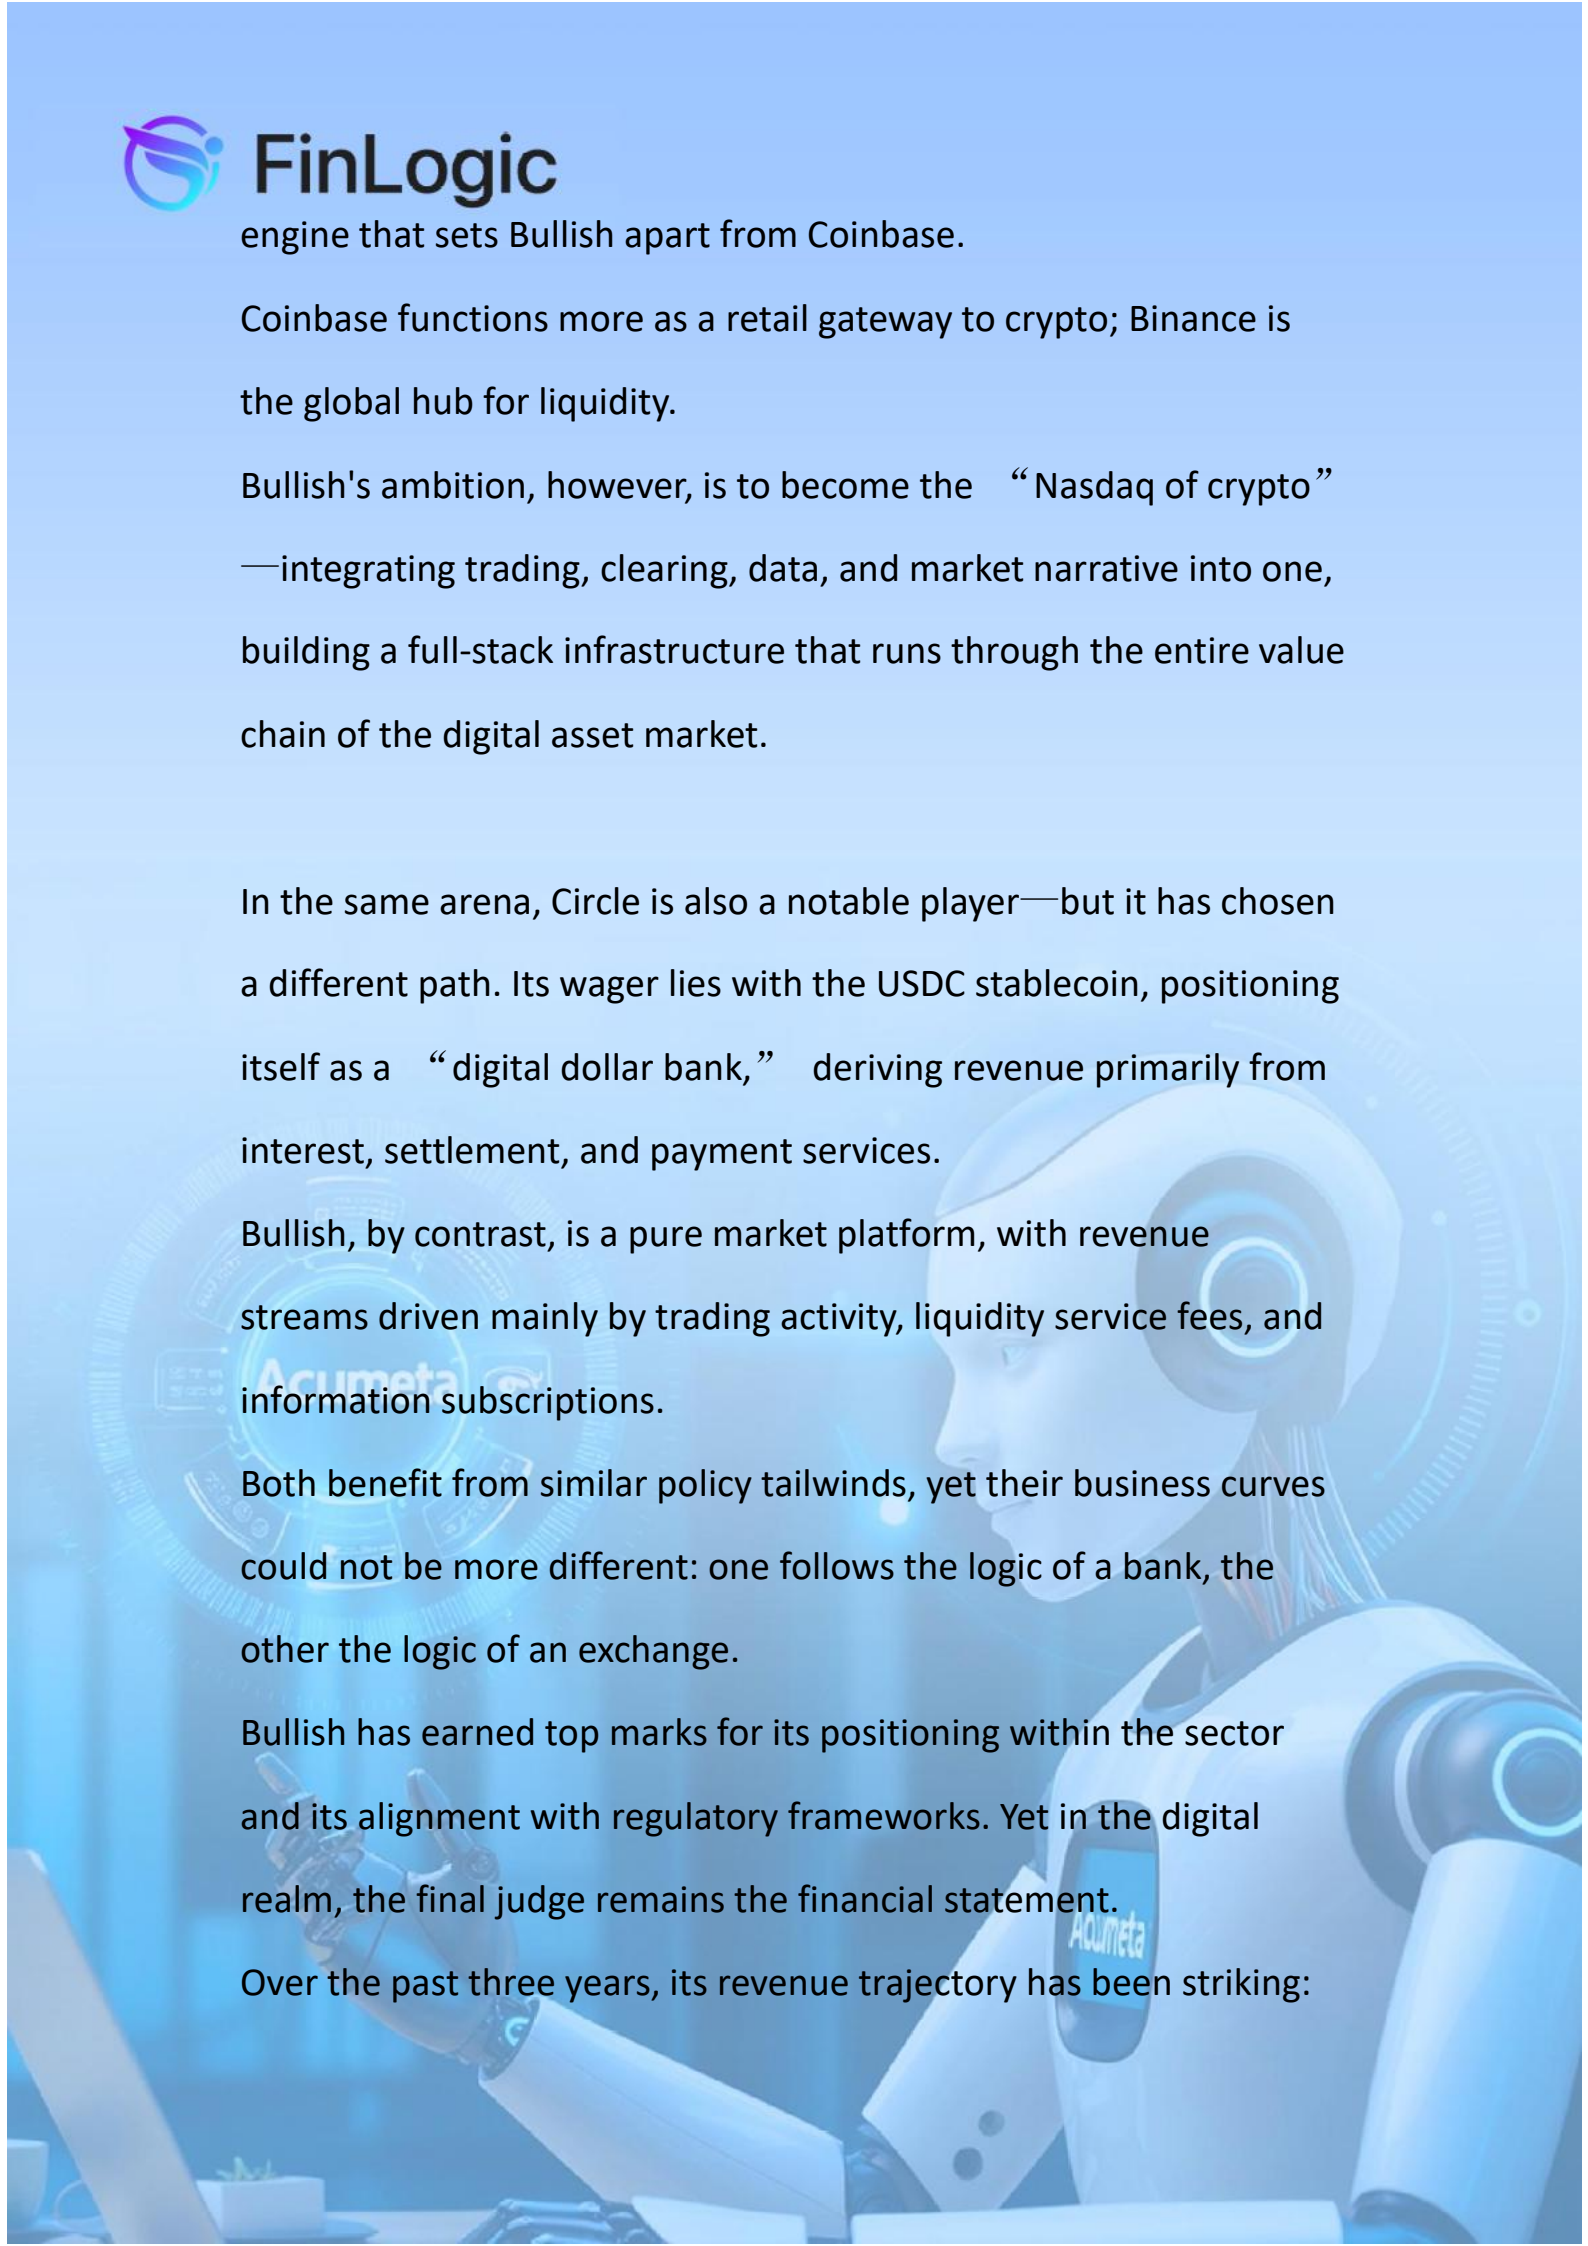 FinLogic
engine that sets Bullish apart from Coinbase.
Coinbase functions more as a retail gateway to crypto; Binance is
the global hub for liquidity.
Bullish's ambition, however, is to become the “Nasdaq of crypto”
—integrating trading, clearing, data, and market narrative into one,
building a full-stack infrastructure that runs through the entire value
chain of the digital asset market.
In the same arena, Circle is also a notable player—but it has chosen
a different path. Its wager lies with the USDC stablecoin, positioning
itself as a “digital dollar bank,” deriving revenue primarily from
interest, settlement, and payment services.
Bullish, by contrast, is a pure market platform, with revenue
streams driven mainly by trading activity, liquidity service fees, and
Acumeta
information subscriptions.
Both benefit from similar policy tailwinds, yet their business curves
could not be more different: one follows the logic of a bank, the
other the logic of an exchange.
Bullish has earned top marks for its positioning within the sector
and its alignment with regulatory frameworks. Yet in the digital
realm, the final judge remains the financial statement.
Acumeta
Over the past three years, its revenue trajectory has been striking: